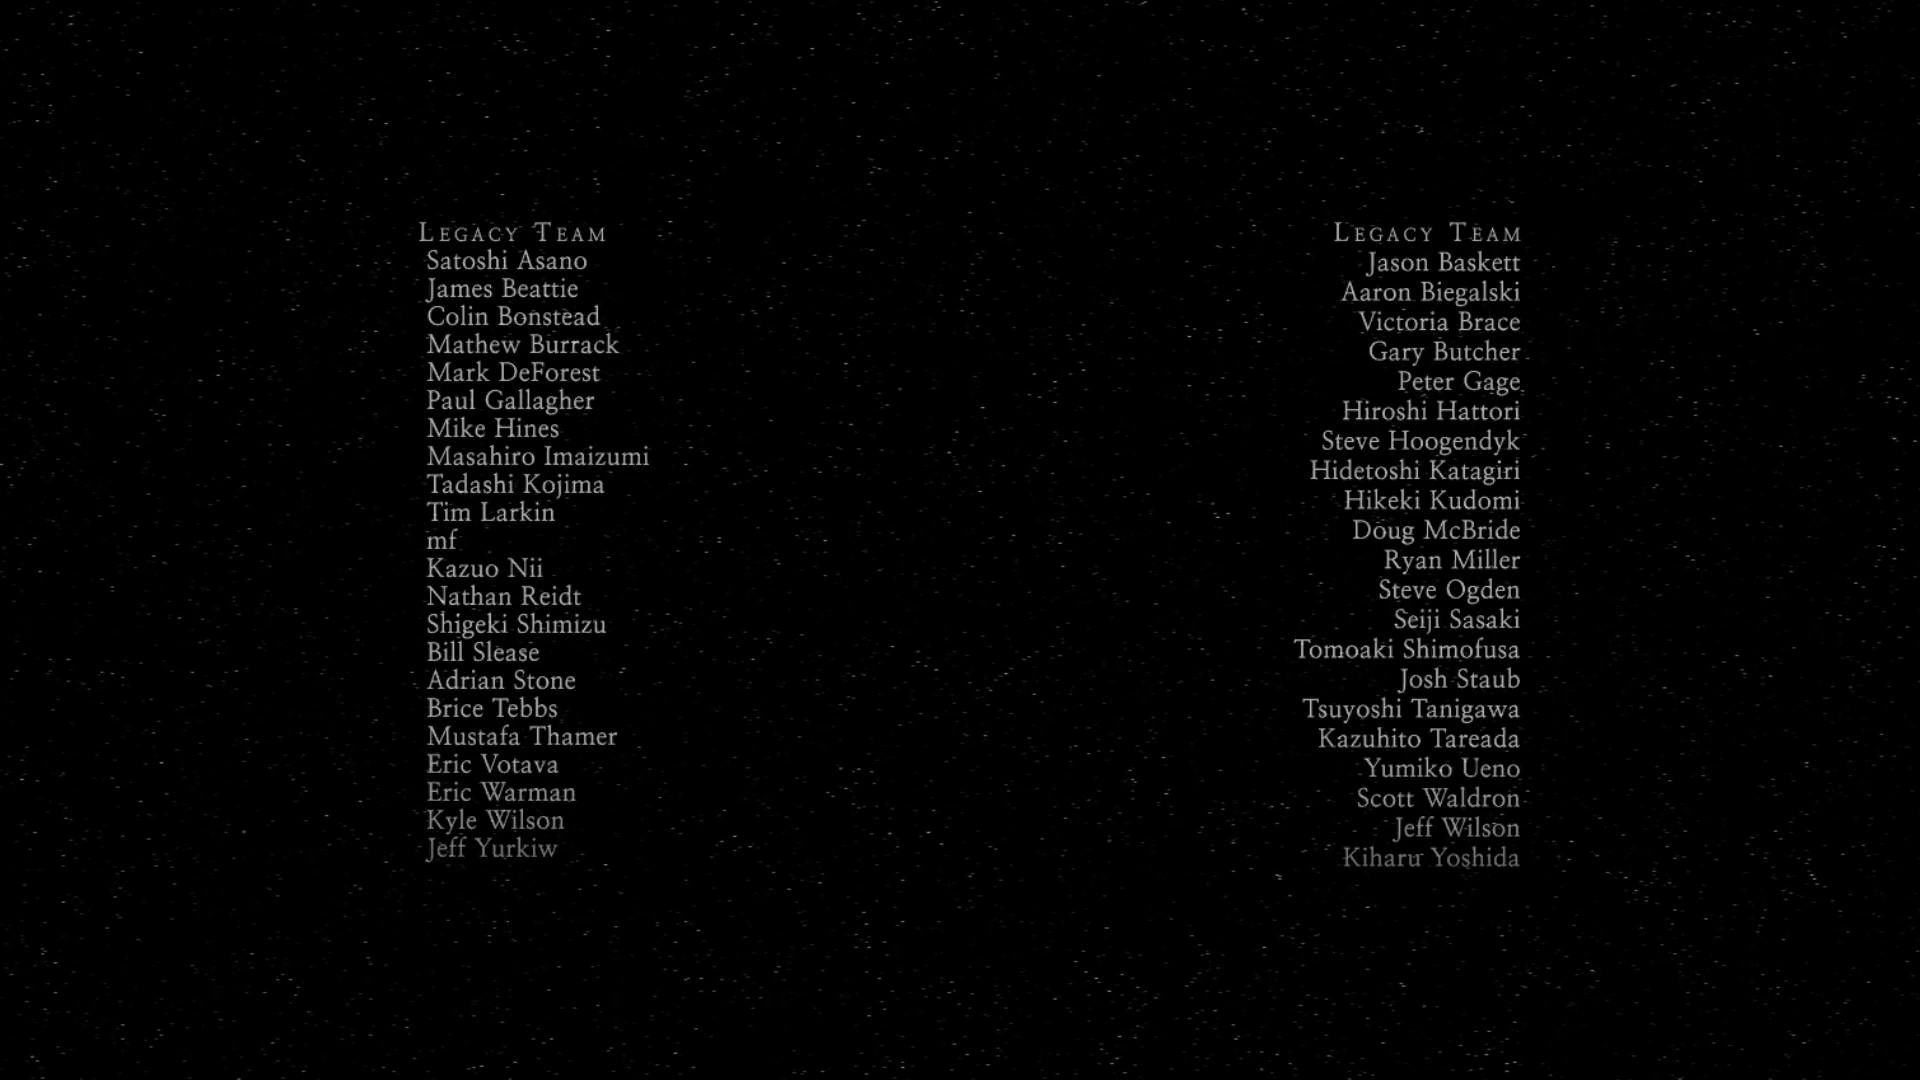 LEGACY TEAM
Satoshi Asano
James Beattie
Colin Bonstead
Mathew Burrack
Mark DeForest
Paul Gallagher
Mike Hines
Masahiro Imaizumi
Tadashi Kojima
Tim Larkin
mf
Kazuo Nii
Nathan Reidt
Shigeki Shimizu
Bill Slease
Adrian Stone
Brice Tebbs
Mustafa Thamer
Eric Votava
Eric Warman
Kyle Wilson
Jeff Yurkiw
LEGACY TEAM
Jason Baskett
Aaron Biegalski
Victoria Brace
Gary Butcher
Peter Gage
Hiroshi Hattori
Steve Hoogendyk
Hidetoshi Katagiri
Hikeki Kudomi
Doug McBride
Ryan Miller
Steve Ogden
Seiji Sasaki
Tomoaki Shimofusa
Josh Staub
Tsuyoshi Tanigawa
Kazuhito Tareada
Yumiko Ueno
Scott Waldron
Jeff Wilson
Kiharu Yoshida